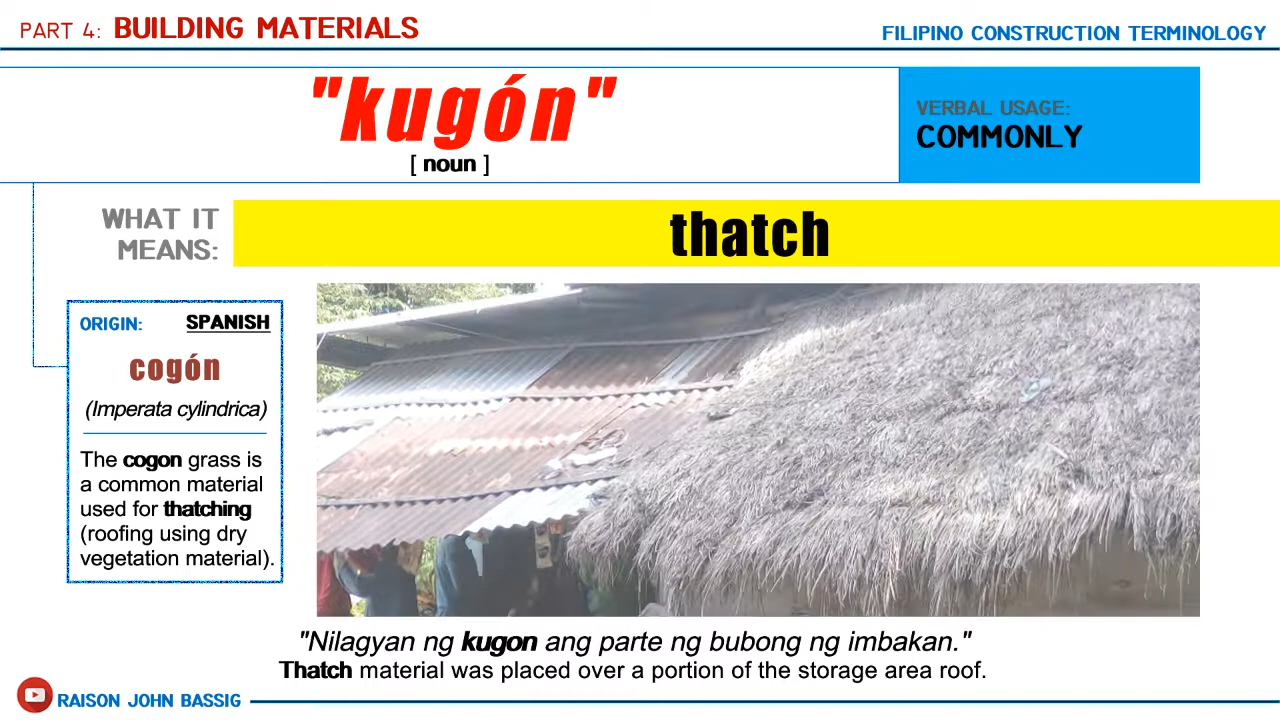 PART 4: BUILDING MATERIALS
FILIPINO CONSTRUCTION TERMINOLOGY
"kugón"
[ noun ]
VERBAL USAGE:
COMMONLY
WHAT IT
MEANS:
thatch
ORIGIN: SPANISH
cogón
(Imperata cylindrica)
The cogon grass is
a common material
used for thatching
(roofing using dry
vegetation material).
"Nilagyan ng kugon ang parte ng bubong ng imbakan."
Thatch material was placed over a portion of the storage area roof.
RAISON JOHN BASSIG